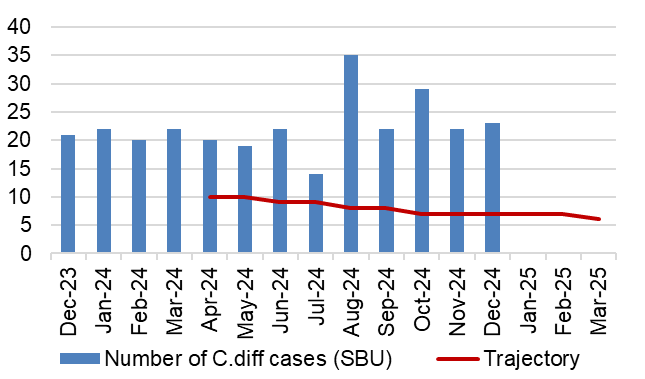 40
35
30
25
20
15
10
5
0
Dec-23
Jan-24
Feb-24
Mar-24
Apr-24
May-24
Jun-24
Jul-24
Aug-24
Sep-24
Oct-24
Nov-24
Dec-24
Jan-25
Feb-25
Mar-25
Number of C.diff cases (SBU)
Trajectory